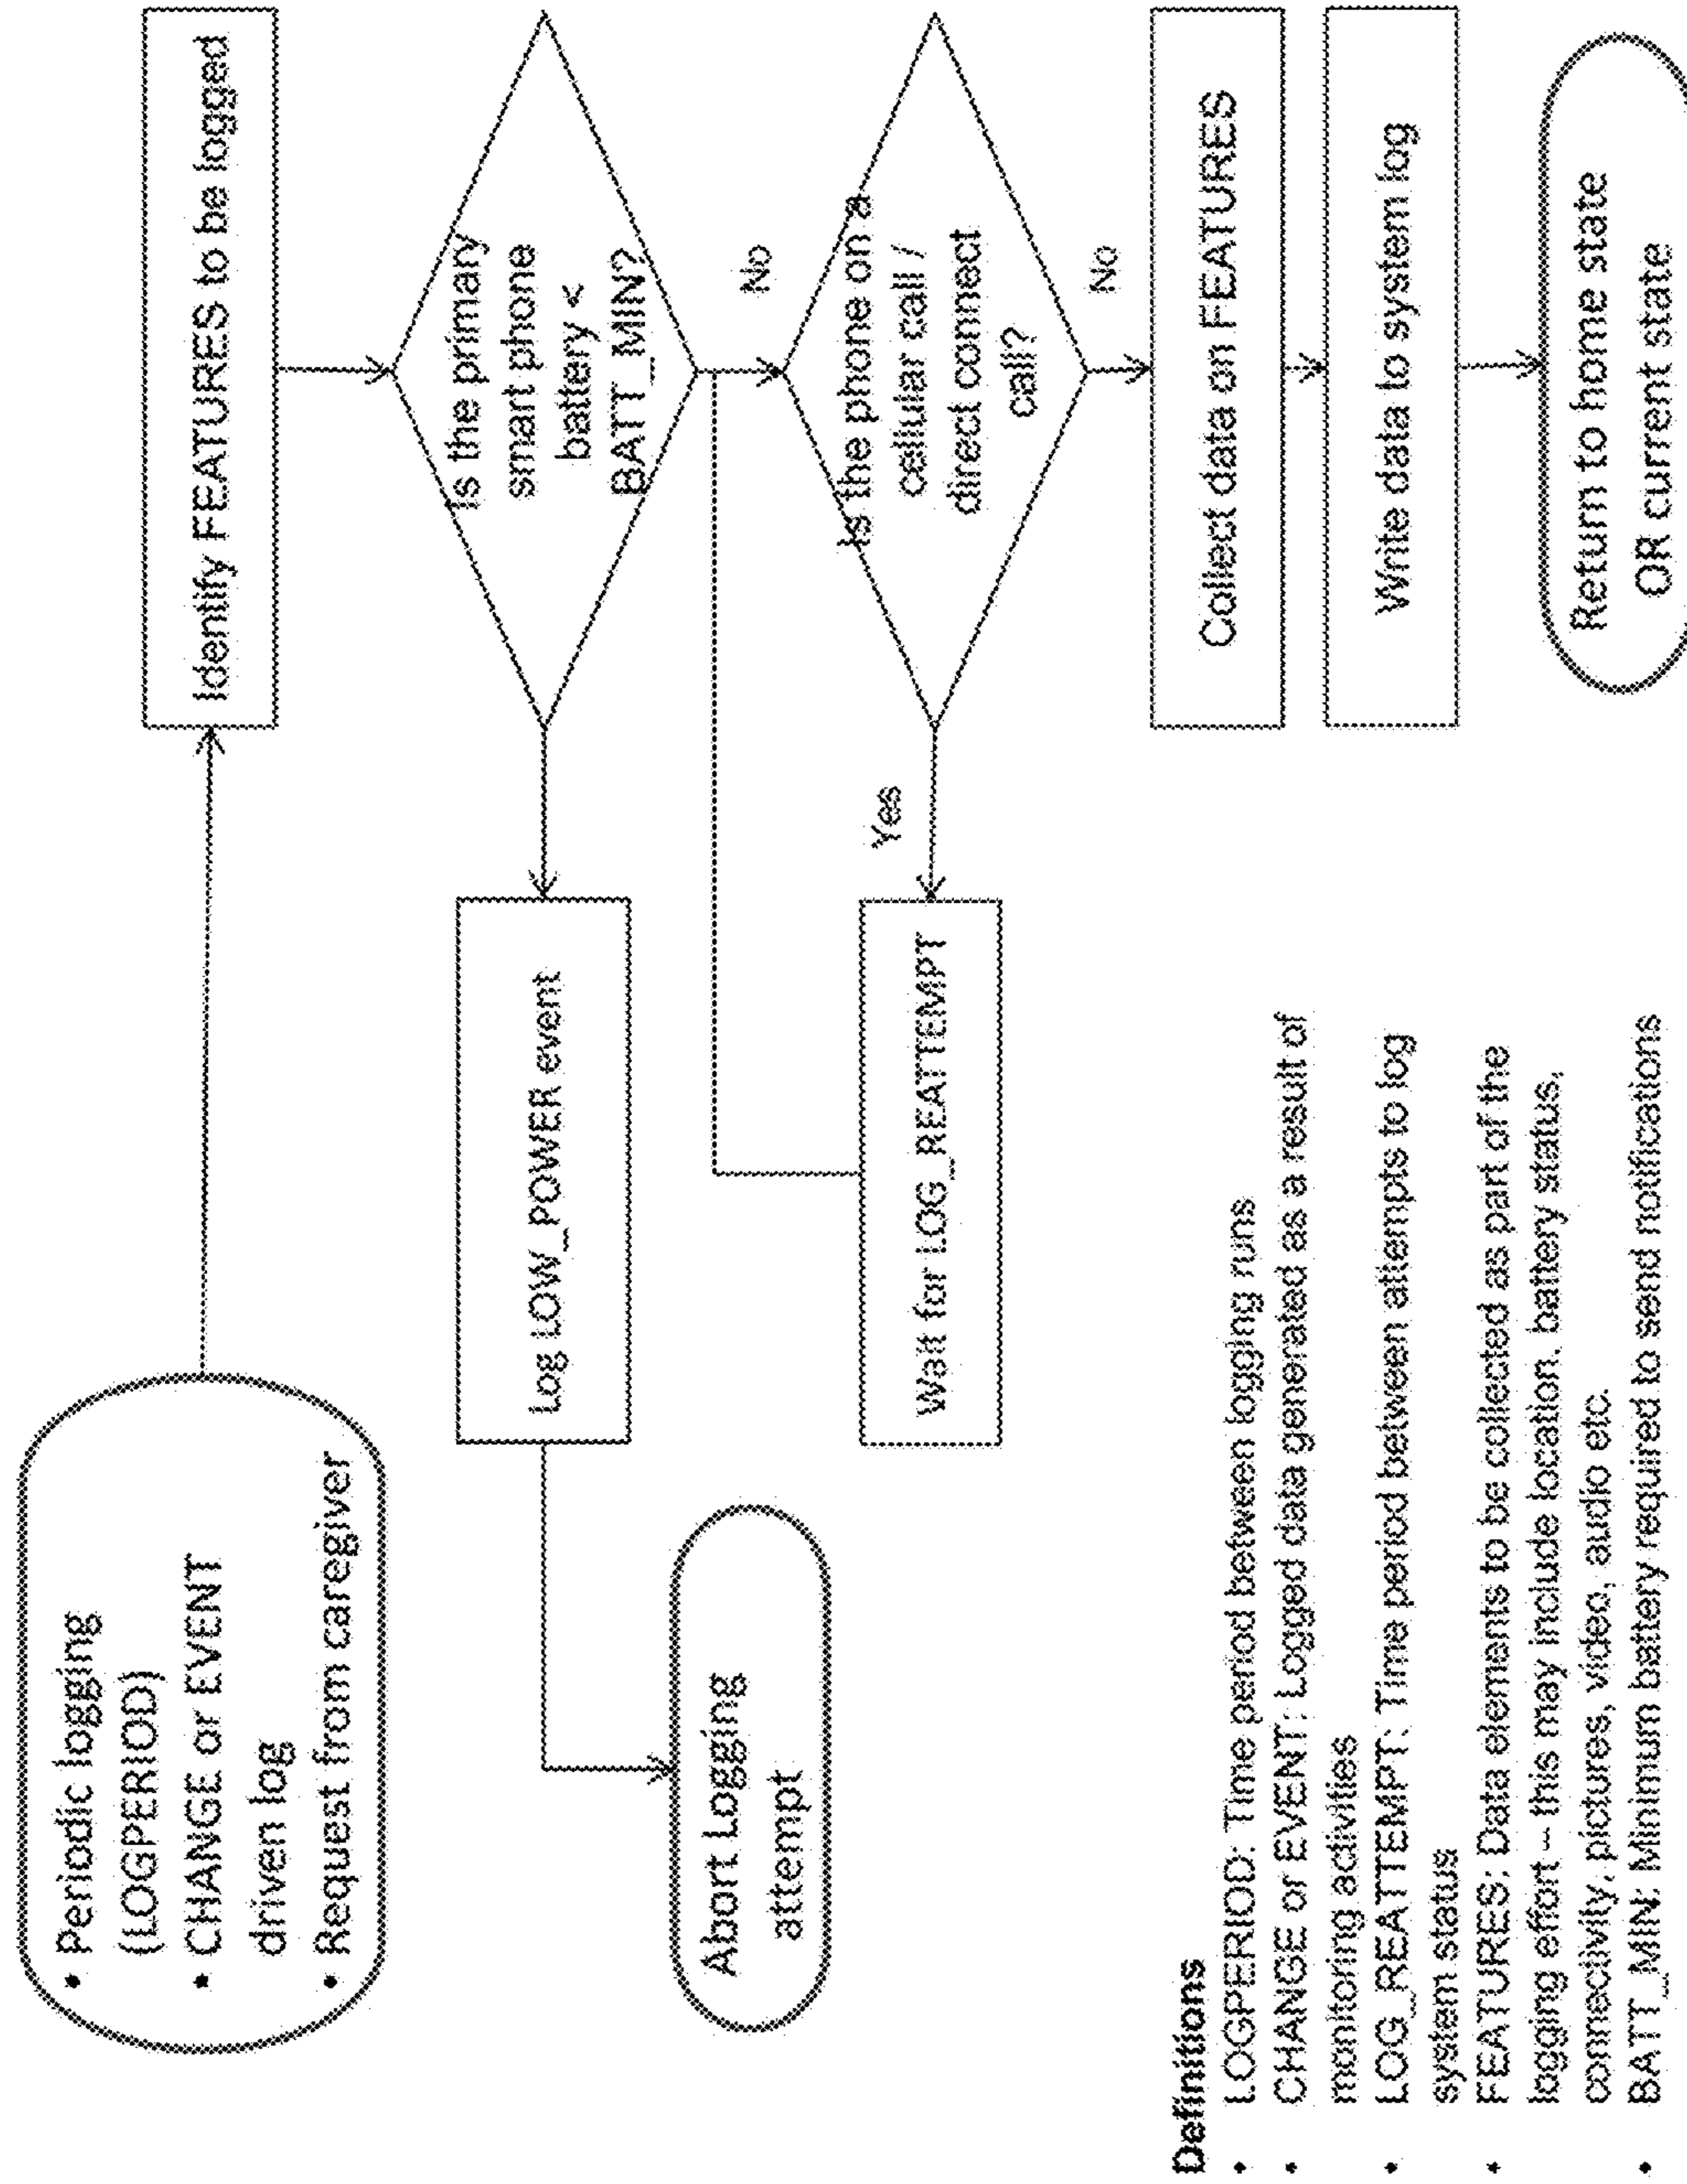 • Periodic logging
(LOGPERIOD)
• CHANGE or EVENT
driven log
• Request from caregiver
Identify FEATURES to be logged
Is the primary
smart phone
battery <
BATT_MIN?
Log LOW_POWER event
Abort Logging
attempt
No
Is the phone on a
cellular call /
direct connect
call?
Yes
Wait for LOG_REATTEMPT
No
Collect data on FEATURES
Write data to system log
Return to home state
OR current state
Definitions
• LOGPERIOD: Time period between logging runs
• CHANGE or EVENT: Logged data generated as a result of
monitoring activities
• LOG_REATTEMPT: Time period between attempts to log
system status
• FEATURES: Data elements to be collected as part of the
logging effort – this may include location, battery status,
connectivity, pictures, video, audio etc.
• BATT_MIN: Minimum battery required to send notifications